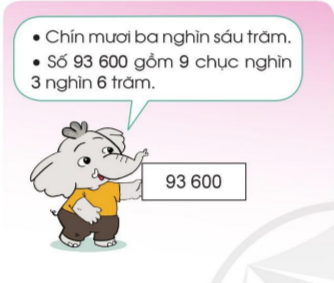 • Chín mươi ba nghìn sáu trăm.
• Số 93 600 gồm 9 chục nghìn
3 nghìn 6 trăm.
93 600